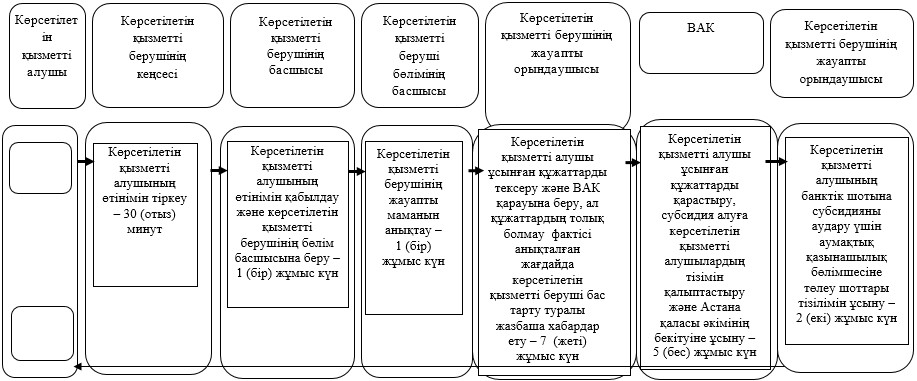 Көрсетілет
ін
қызметті
алушы
Көрсетілетін
қызметті
берушінің
кеңсесі
Көрсетілетін
қызметті
берушінің
басшысы
Көрсетілетін
қызметті
беруші
бөлімінің
басшысы
Көрсетілетін
қызметті берушінің
жауапты
орындаушысы
ВАК
Көрсетілетін
қызметті берушінің
жауапты
орындаушысы
Көрсетілетін
қызметті
алушының
өтінімін тіркеу
– 30 (отыз)
минут
Көрсетілетін
қызметті
алушының
өтінімін қабылдау
және көрсетілетін
қызметті
берушінің бөлім
басшысына беру –
1 (бір) жұмыс күн
Көрсетілетін
қызметті
берушінің
жауапты
маманын
анықтау –
1 (бір)
жұмыс күн
Көрсетілетін
қызметті алушы
ұсынған құжаттарды
тексеру және ВАК
қарауына беру, ал
құжаттардың толық
болмау фактісі
анықталған
жағдайда
көрсетілетін
қызметті беруші бас
тарту туралы
жазбаша хабардар
ету – 7 (жеті)
жұмыс күн
Көрсетілетін
қызметті алушы
ұсынған
құжаттарды
қарастыру,
субсидия алуға
көрсетілетін
қызметті
алушылардың
тізімін
қалыптастыру
және Астана
қаласы әкімінің
бекітуіне ұсыну –
5 (бес) жұмыс күн
Көрсетілетін
қызметті
алушының
банктік шотына
субсидияны
аудару үшін
аумақтық
қазынашылық
бөлімшесіне
төлеу шоттары
тізілімін ұсыну –
2 (екі) жұмыс күн